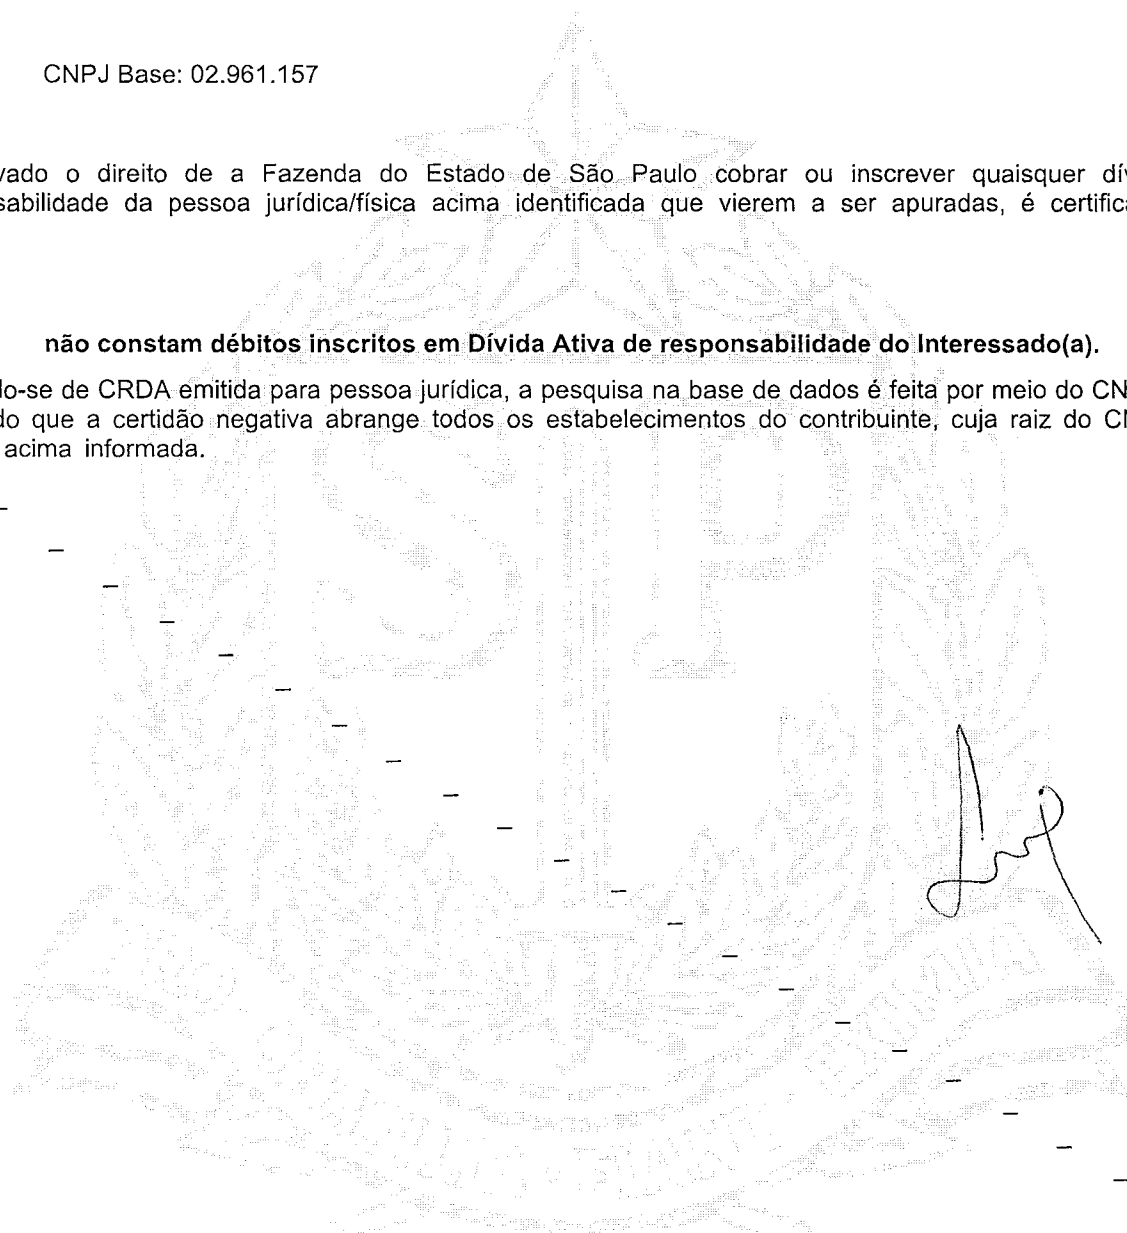 CNPJ Base: 02.961.157
vado o direito de a Fazenda do Estado de São Paulo cobrar ou inscrever quaisquer dív
sabilidade da pessoa jurídica/física acima identificada que vierem a ser apuradas, é certifica
não constam débitos inscritos em Dívida Ativa de responsabilidade do Interessado(a).
do-se de CRDA emitida para pessoa jurídica, a pesquisa na base de dados é feita por meio do CN
do que a certidão negativa abrange todos os estabelecimentos do contribuinte, cuja raiz do CN
acima informada.
SP